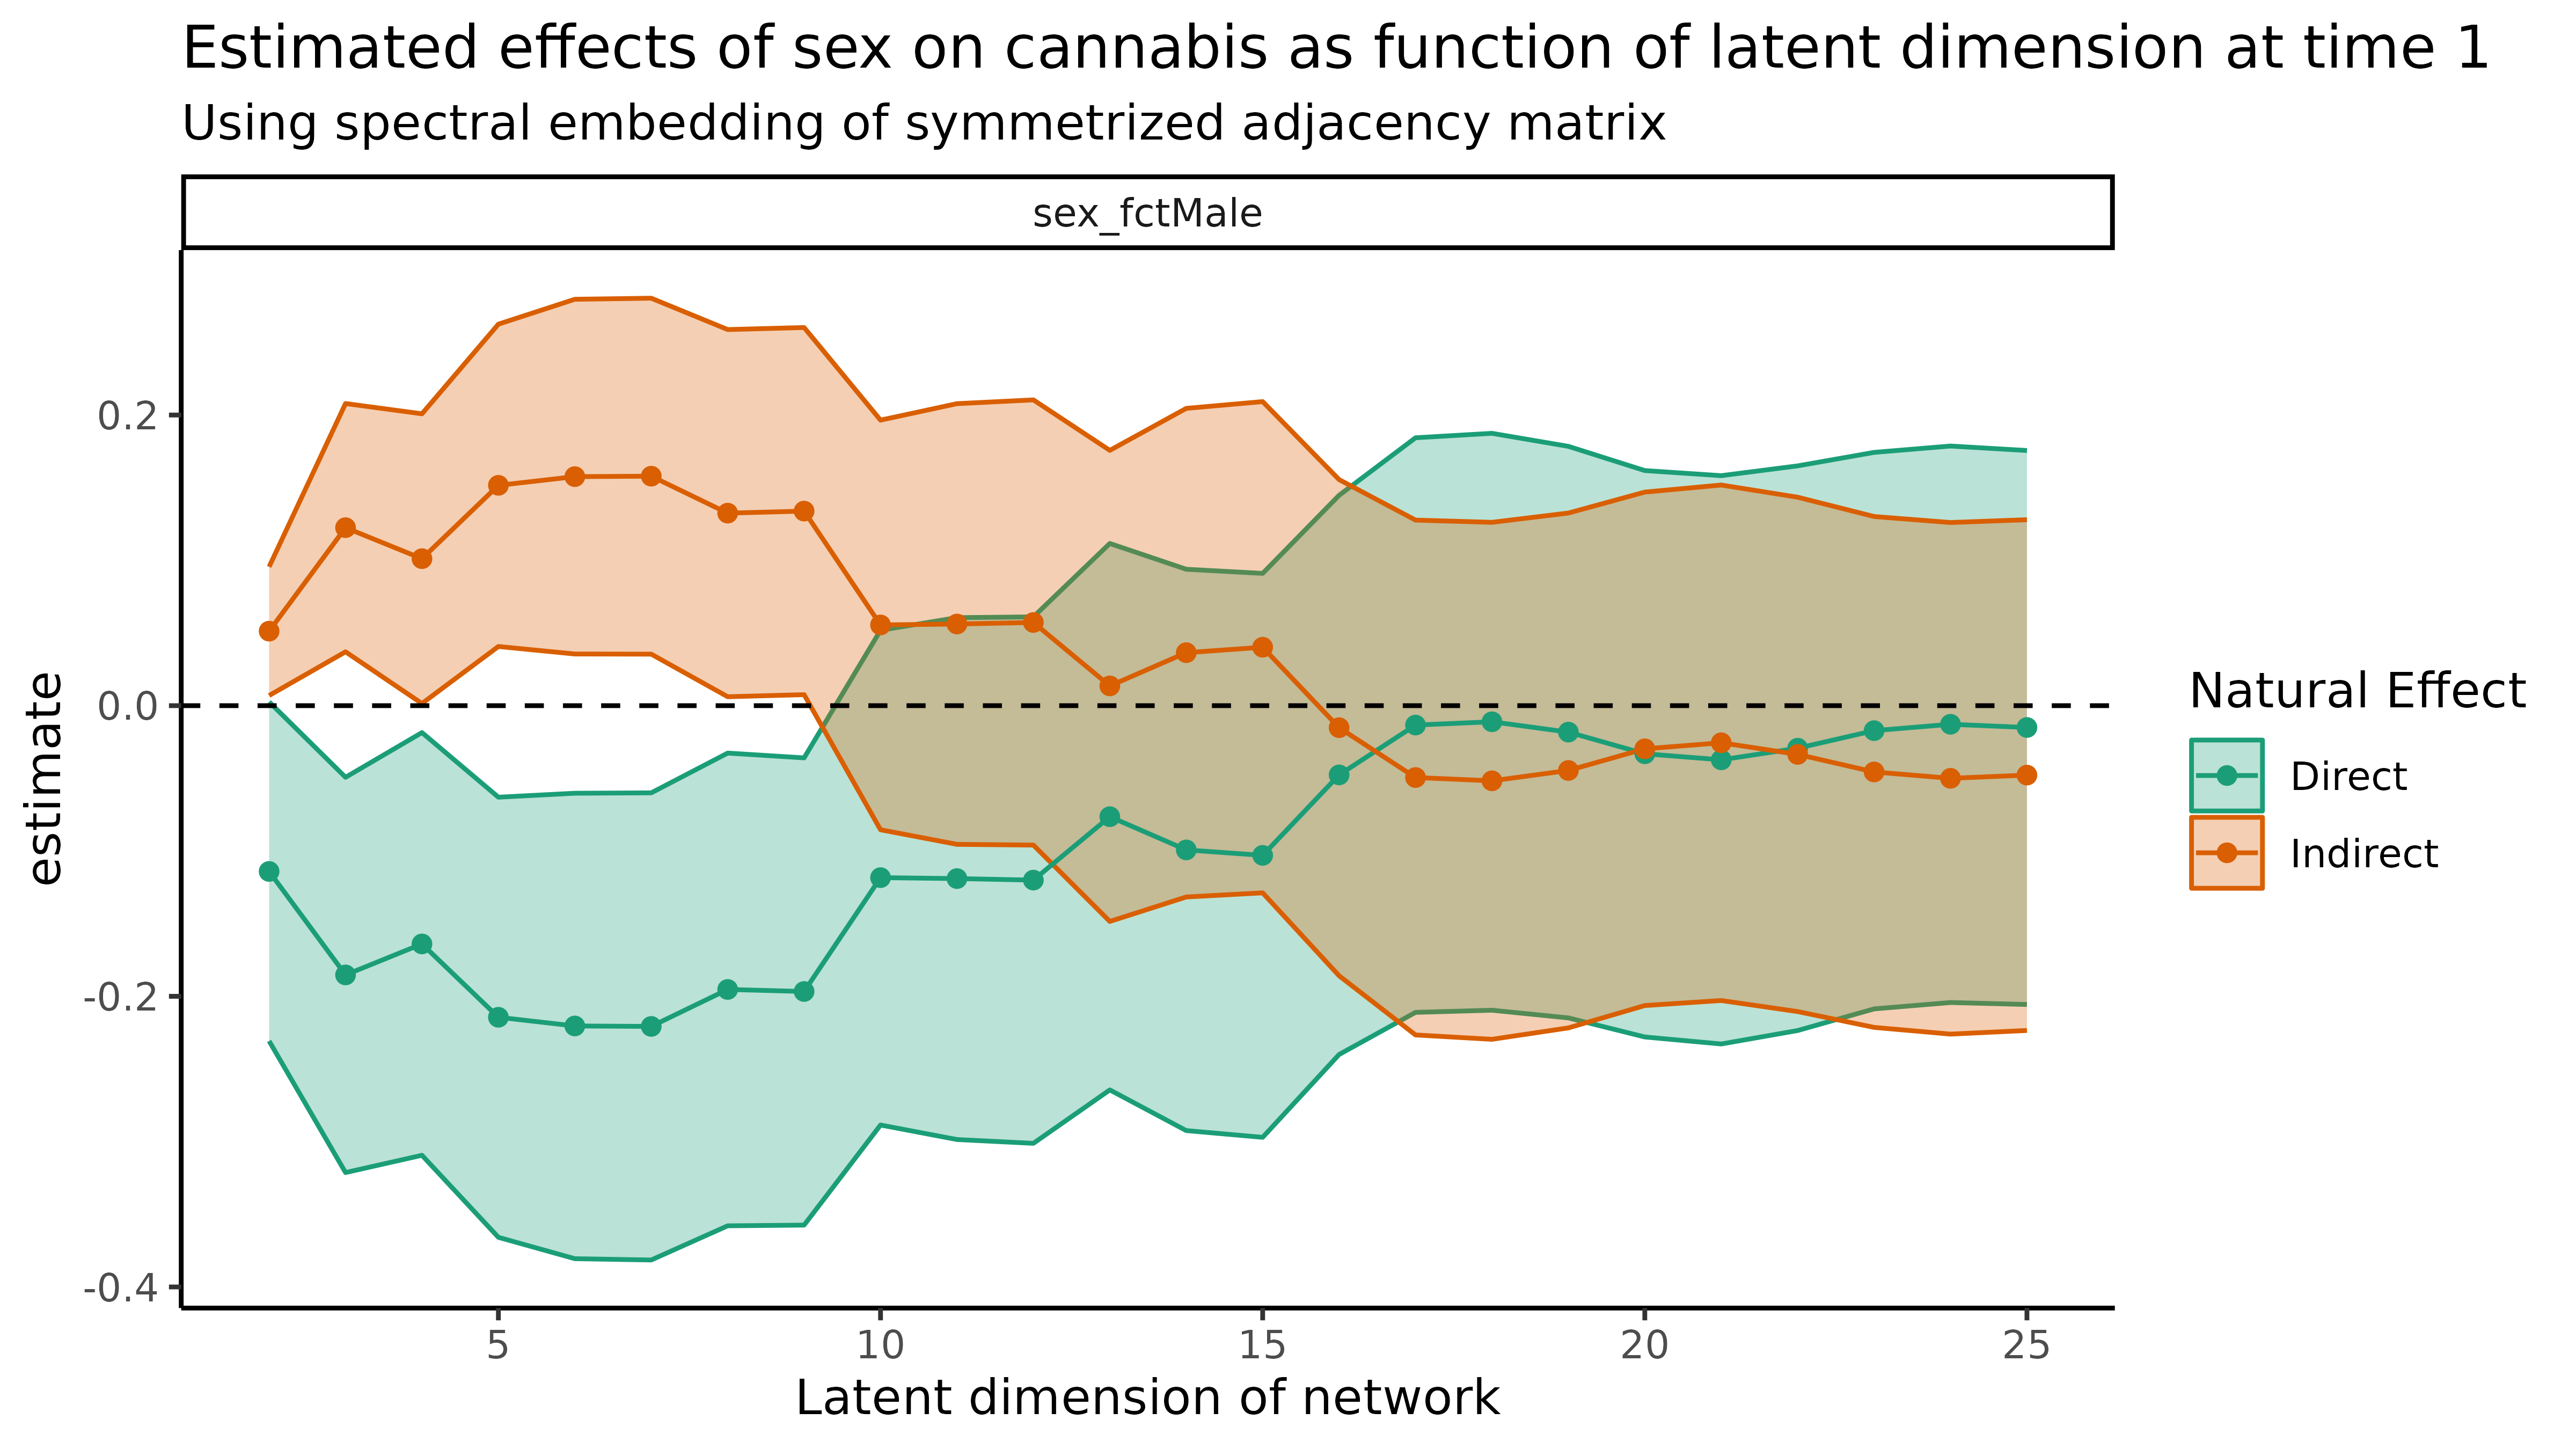 Estimated effects of sex on cannabis as function of latent dimension at time 1
Using spectral embedding of symmetrized adjacency matrix
sex_fctMale
estimate
0.2
0.0
-0.2
-0.4
5 10 15 20 25
Latent dimension of network
Natural Effect
Direct
Indirect